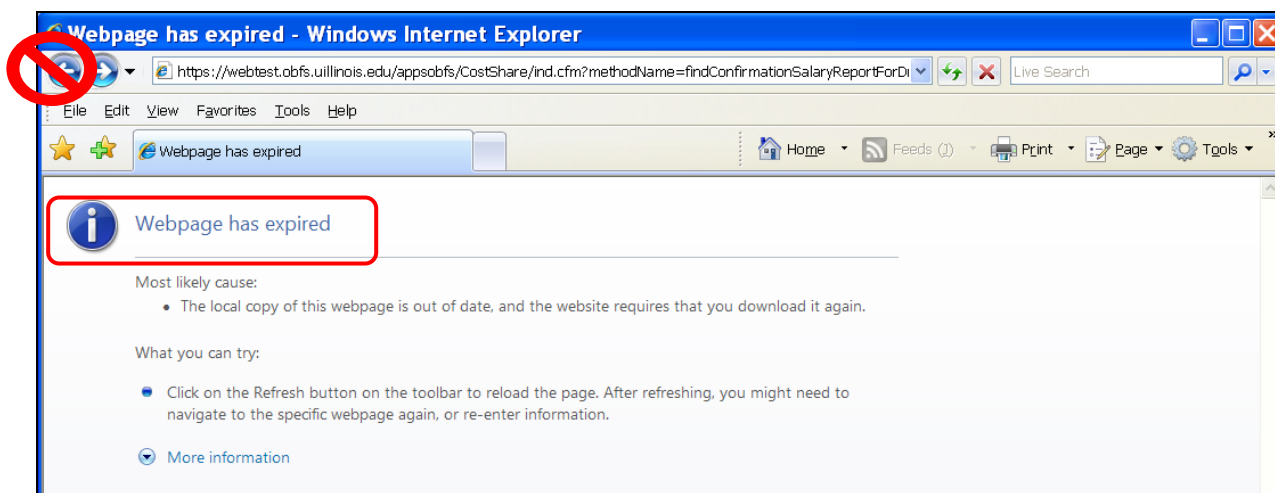 Webpage has expired - Windows Internet Explorer
https://webtest.obfs.uillinois.edu/appsobfs/CostShare/ind.cfm?methodName=findConfirmationSalaryReportForDi
Live Search
File Edit View Favorites Tools Help
Webpage has expired
Home Feeds (J) Print Page Tools »
Webpage has expired
Most likely cause:
• The local copy of this webpage is out of date, and the website requires that you download it again.
What you can try:
Click on the Refresh button on the toolbar to reload the page. After refreshing, you might need to
navigate to the specific webpage again, or re-enter information.
More information